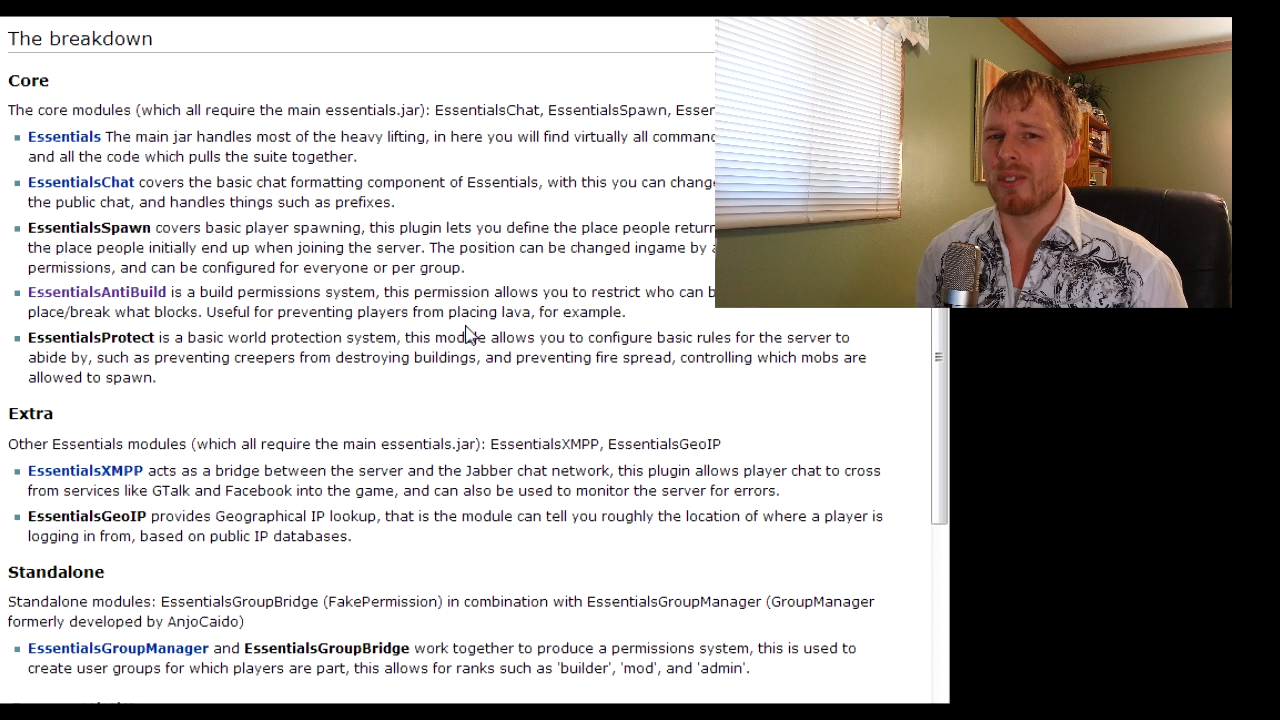 The breakdown
Core
The core modules (which all require the main essentials.jar): EssentialsChat, EssentialsSpawn,
Essentials The main jar handles most of the heavy lifting, in here you will find virtually all
and all the code which pulls the suite together.
EssentialsChat covers the basic chat formatting component of Essentials, with this you can
the public chat, and handles things such as prefixes.
EssentialsSpawn covers basic player spawning, this plugin lets you define the place people
the place people initially end up when joining the server. The position can be changed ingame by
permissions, and can be configured for everyone or per group.
EssentialsAntiBuild is a build permissions system, this permission allows you to restrict who can
place/break what blocks. Useful for preventing players from placing lava, for example.
EssentialsProtect is a basic world protection system, this module allows you to configure basic rules for the server to
abide by, such as preventing creepers from destroying buildings, and preventing fire spread, controlling which mobs are
allowed to spawn.
Extra
Other Essentials modules (which all require the main essentials.jar): EssentialsXMPP, EssentialsGeoIP
EssentialsXMPP acts as a bridge between the server and the Jabber chat network, this plugin allows player chat to cross
from services like GTalk and Facebook into the game, and can also be used to monitor the server for errors.
EssentialsGeoIP provides Geographical IP lookup, that is the module can tell you roughly the location of where a player is
logging in from, based on public IP databases.
Standalone
Standalone modules: EssentialsGroupBridge (FakePermission) in combination with EssentialsGroupManager (GroupManager
formerly developed by AnjoCaido)
EssentialsGroupManager and EssentialsGroupBridge work together to produce a permissions system, this is used to
create user groups for which players are part, this allows for ranks such as 'builder', 'mod', and 'admin'.